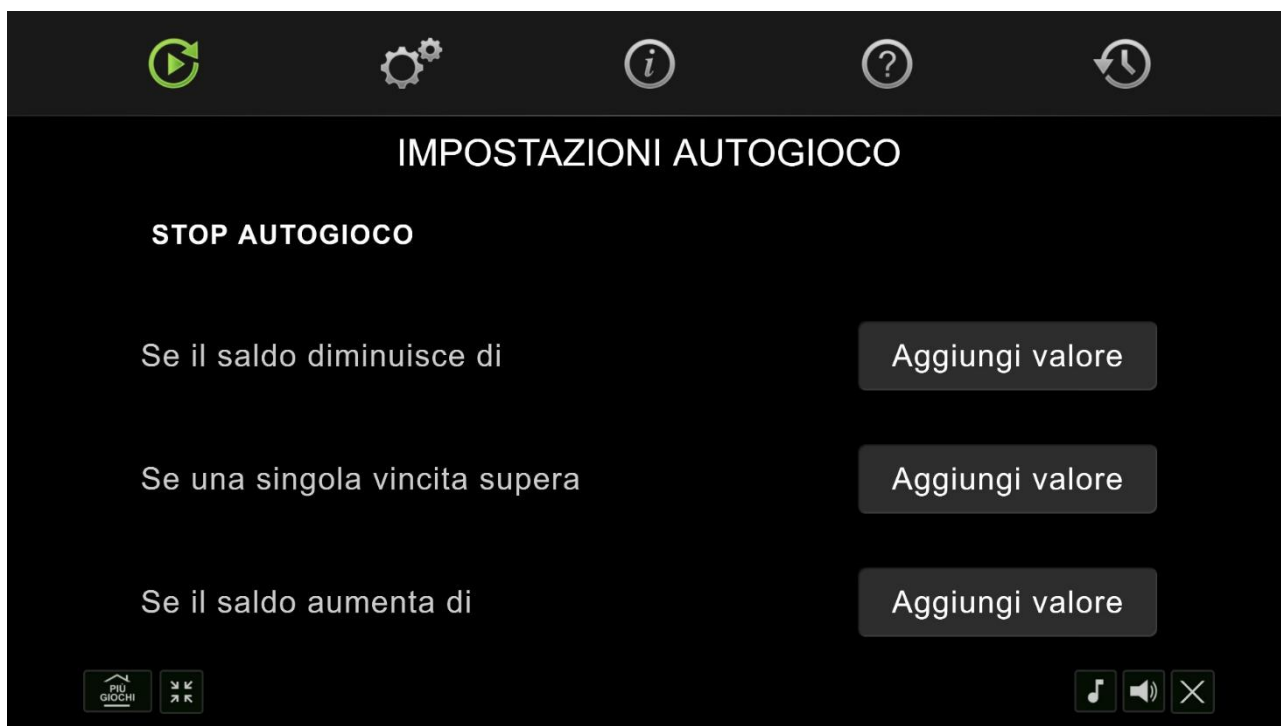 IMPOSTAZIONI AUTOGIOCO
STOP AUTOGIOCO
Se il saldo diminuisce di
Aggiungi valore
Se una singola vincita supera
Aggiungi valore
Se il saldo aumenta di
Aggiungi valore
PIÙ
GIOCHI